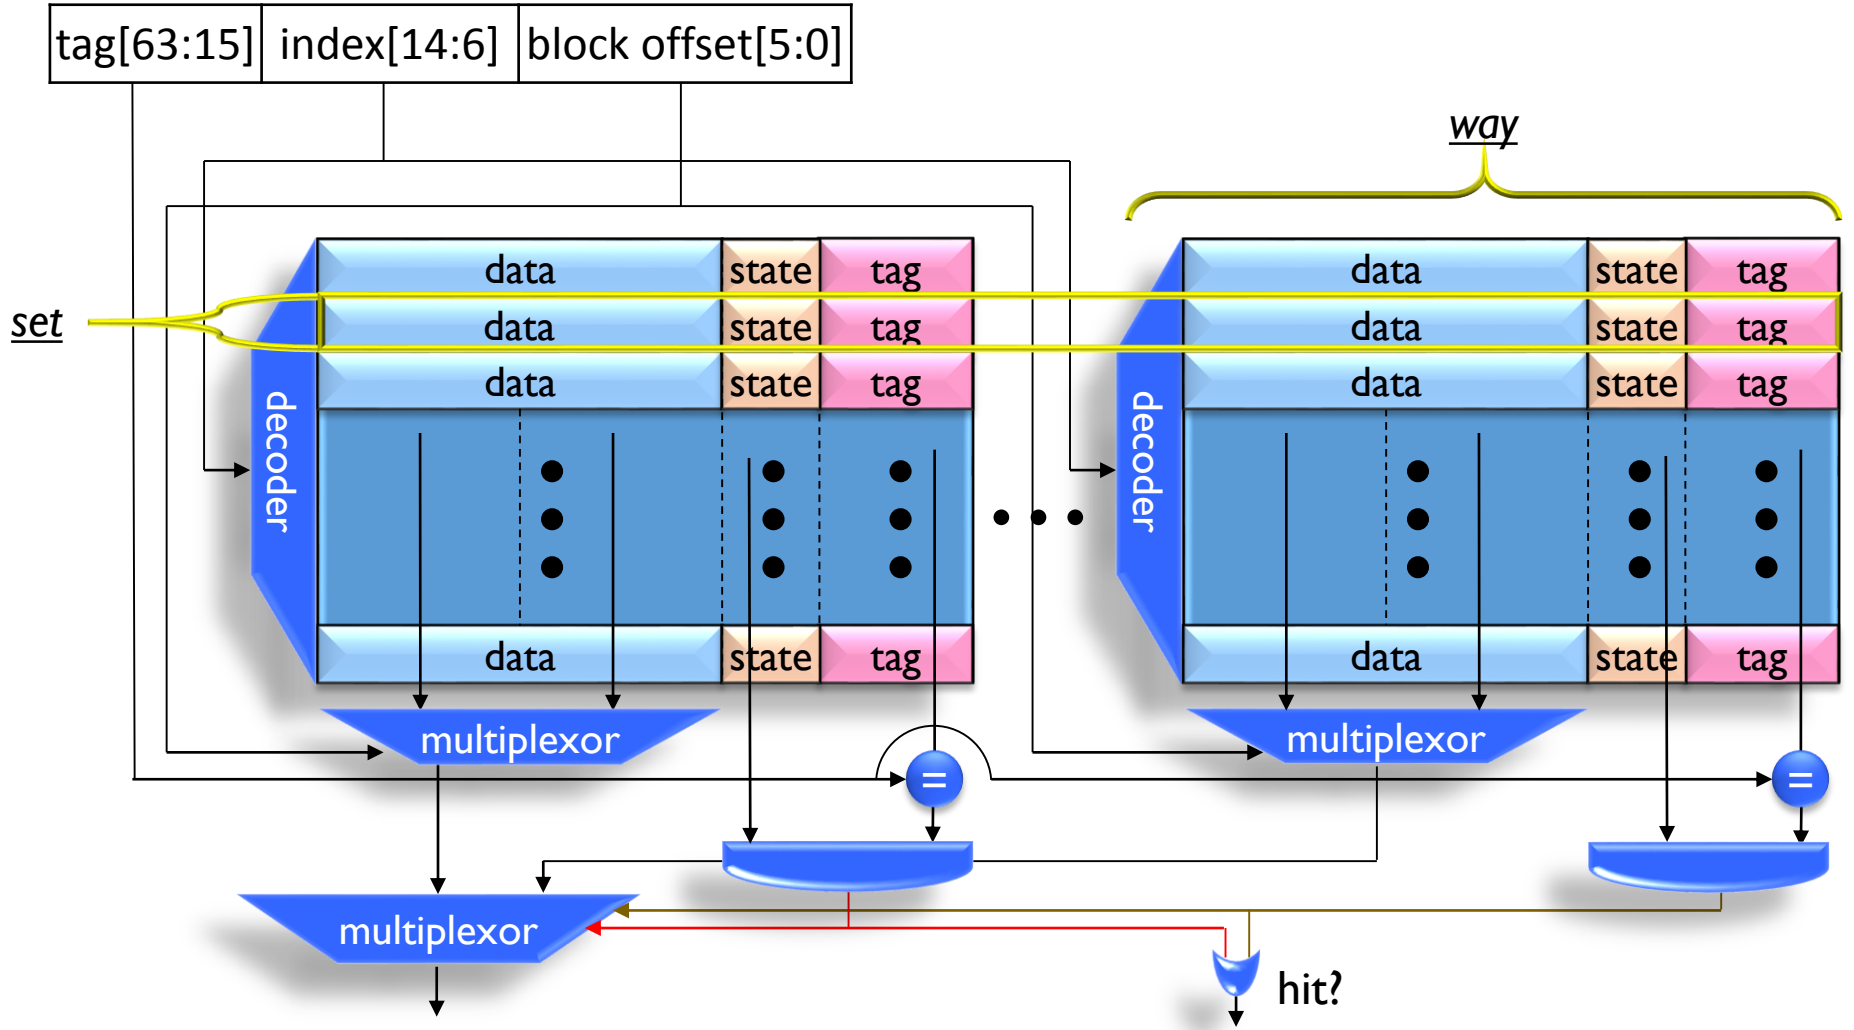 tag[63:15] index[14:6] block offset[5:0]
way
data state tag data state tag
set data state tag data state tag
data state tag data state tag
decoder decoder
data state tag data state tag
multiplexor multiplexor
= =
multiplexor
hit?